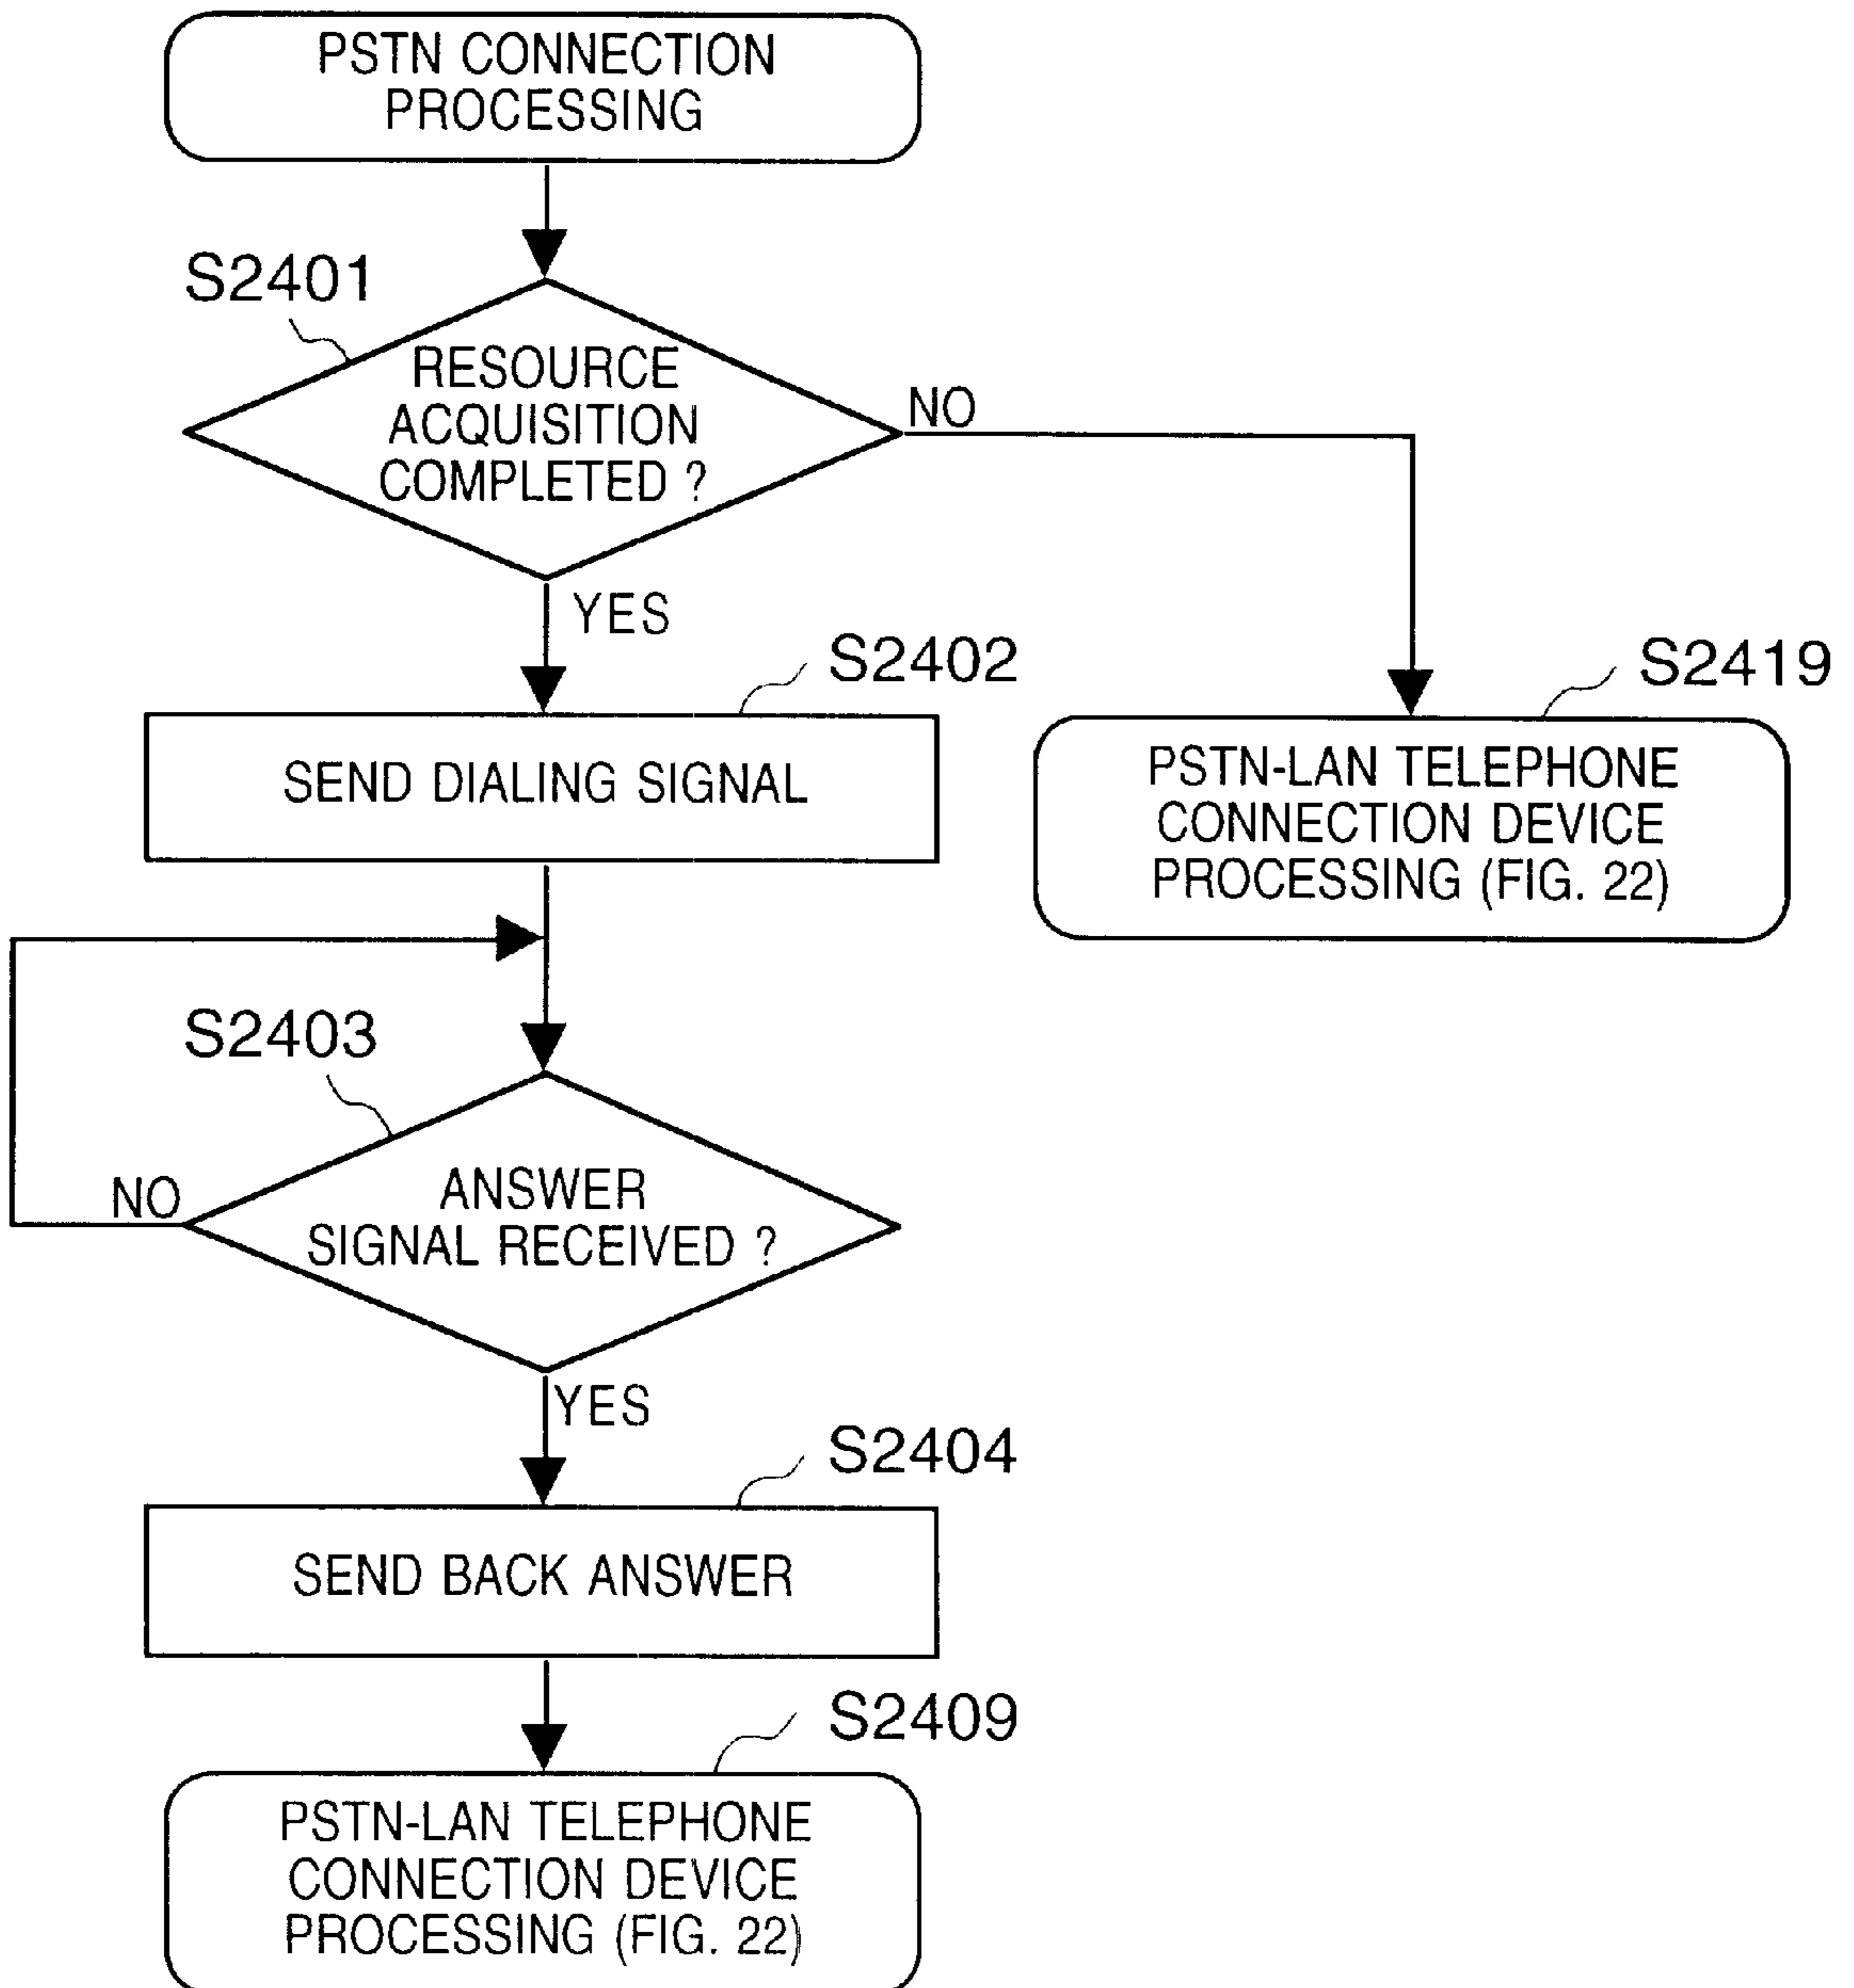 PSTN CONNECTION
PROCESSING
S2401
RESOURCE
ACQUISITION
COMPLETED ?
NO
YES
S2402
SEND DIALING SIGNAL
S2419
PSTN-LAN TELEPHONE
CONNECTION DEVICE
PROCESSING (FIG. 22)
S2403
ANSWER
SIGNAL RECEIVED ?
NO
YES
S2404
SEND BACK ANSWER
S2409
PSTN-LAN TELEPHONE
CONNECTION DEVICE
PROCESSING (FIG. 22)